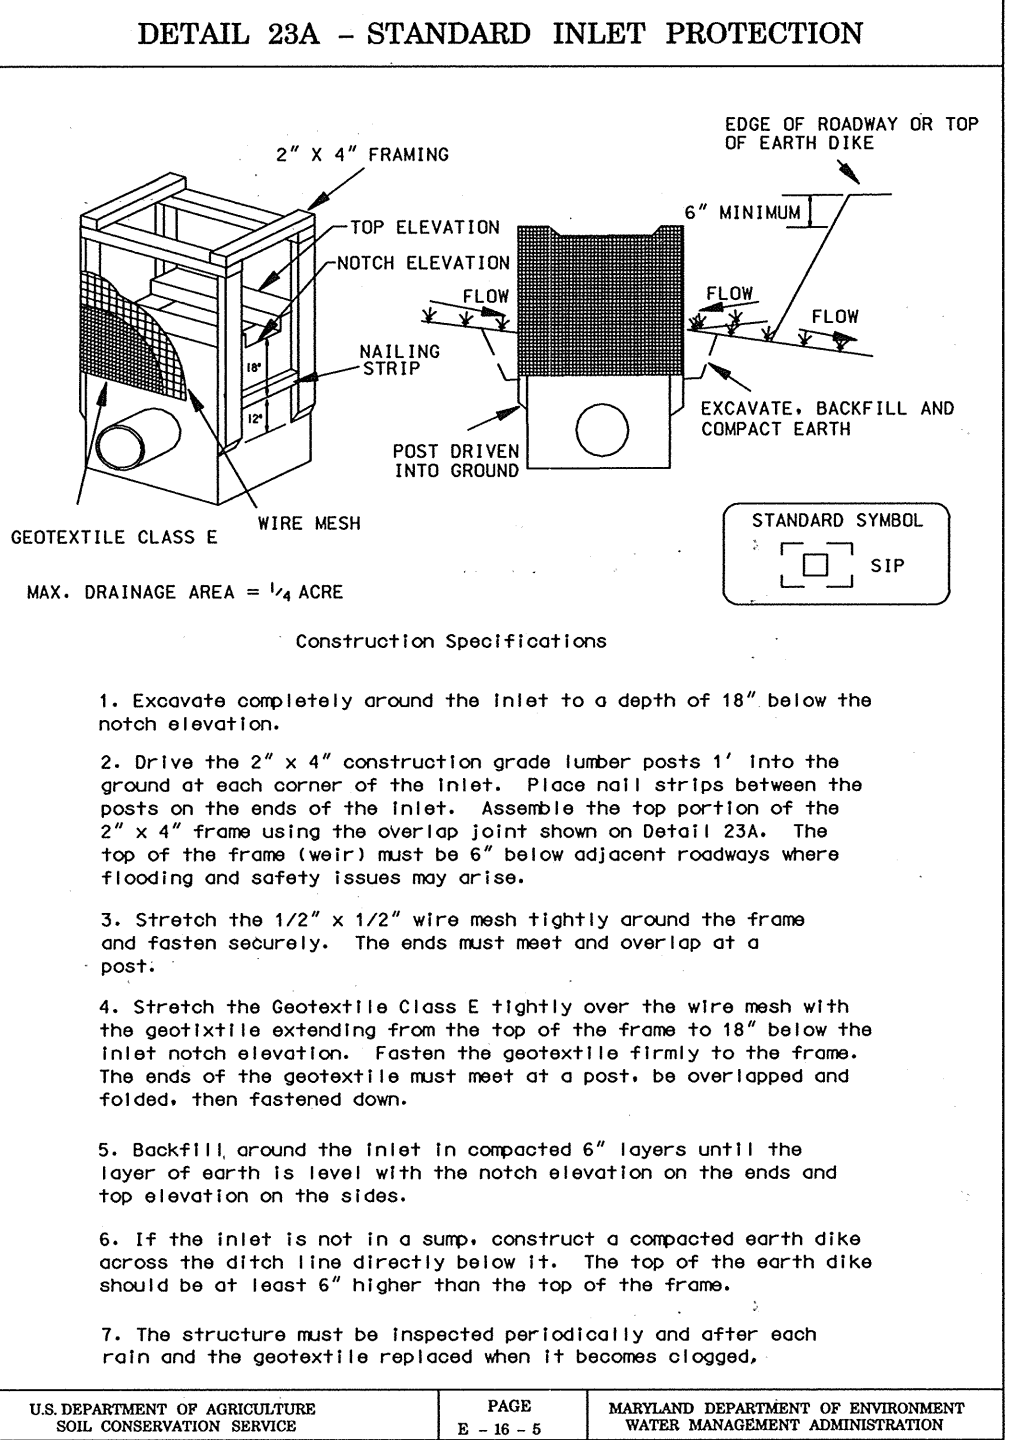 DETAIL 23A – STANDARD INLET PROTECTION
EDGE OF ROADWAY OR TOP
OF EARTH DIKE
2" X 4" FRAMING
6" MINIMUM
TOP ELEVATION
NOTCH ELEVATION
FLOW
FLOW
FLOW
NAILING
STRIP
18"
12"
EXCAVATE, BACKFILL AND
COMPACT EARTH
POST DRIVEN
INTO GROUND
WIRE MESH
GEOTEXTILE CLASS E
STANDARD SYMBOL
SIP
MAX. DRAINAGE AREA = 1/4 ACRE
Construction Specifications
1. Excavate completely around the inlet to a depth of 18" below the
notch elevation.
2. Drive the 2" x 4" construction grade lumber posts 1' into the
ground at each corner of the inlet. Place nail strips between the
posts on the ends of the inlet. Assemble the top portion of the
2" x 4" frame using the overlap joint shown on Detail 23A. The
top of the frame (weir) must be 6" below adjacent roadways where
flooding and safety issues may arise.
3. Stretch the 1/2" x 1/2" wire mesh tightly around the frame
and fasten securely. The ends must meet and overlap at a
post.
4. Stretch the Geotextile Class E tightly over the wire mesh with
the geotixtile extending from the top of the frame to 18" below the
inlet notch elevation. Fasten the geotextile firmly to the frame.
The ends of the geotextile must meet at a post, be overlapped and
folded, then fastened down.
5. Backfill around the inlet in compacted 6" layers until the
layer of earth is level with the notch elevation on the ends and
top elevation on the sides.
6. If the inlet is not in a sump, construct a compacted earth dike
across the ditch line directly below it. The top of the earth dike
should be at least 6" higher than the top of the frame.
7. The structure must be inspected periodically and after each
rain and the geotextile replaced when it becomes clogged,
U.S. DEPARTMENT OF AGRICULTURE
SOIL CONSERVATION SERVICE
PAGE
E – 16 – 5
MARYLAND DEPARTMENT OF ENVIRONMENT
WATER MANAGEMENT ADMINISTRATION